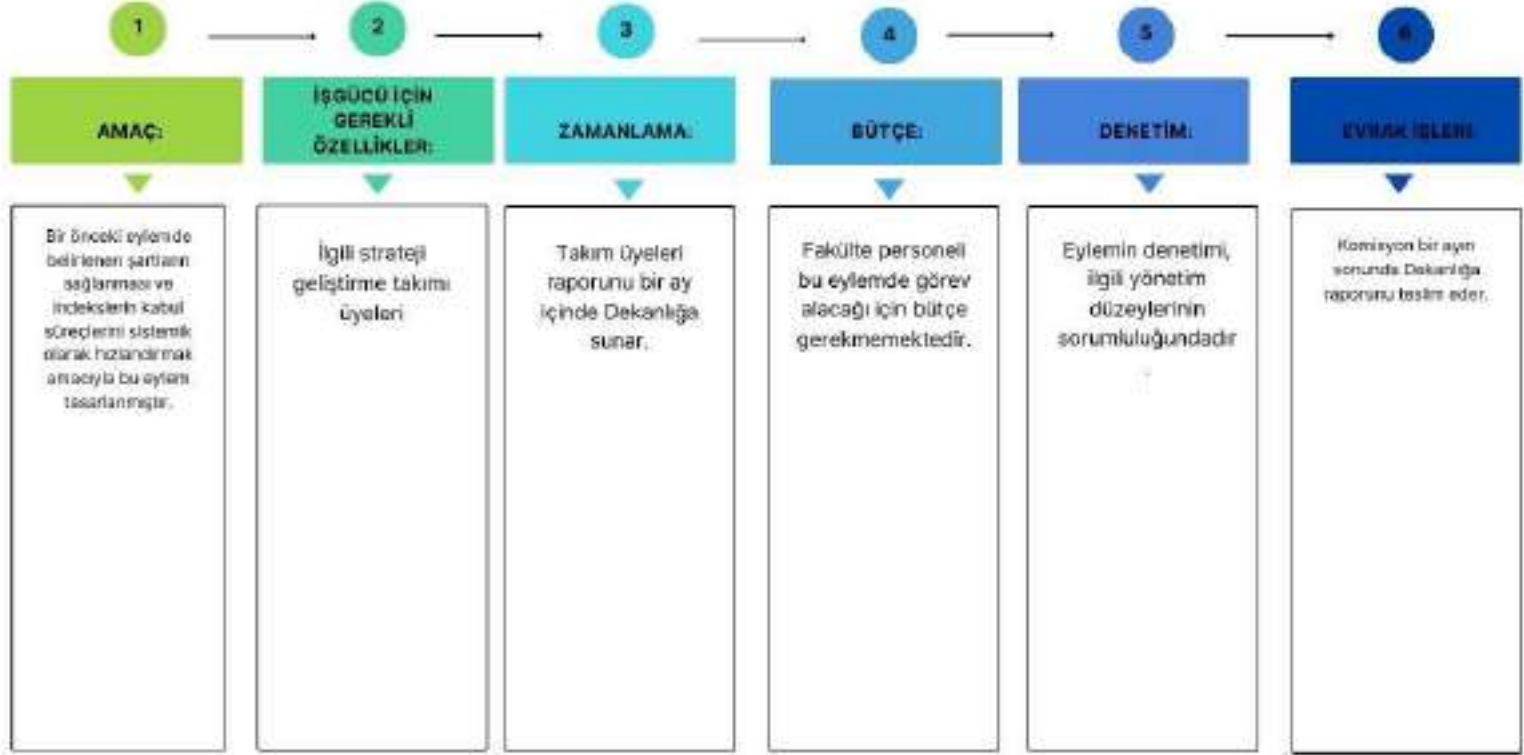 1
2
3
4
5
6
AMAÇ:
İŞGÜCÜ İÇİN
GEREKLİ
ÖZELLİKLER:
ZAMANLAMA:
BÜTÇE:
DENETİM:
EVRAK İŞLERİ:
Bir önceki eylemde
belirlenen şartların
sağlanması ve
indekslerin kabul
süreçlerini sistemik
olarak hızlandırmak
amacıyla bu eylem
tasarlanmıştır.
İlgili strateji
geliştirme takımı
üyeleri
Takım üyeleri
raporunu bir ay
içinde Dekanlığa
sunar.
Fakülte personeli
bu eylemde görev
alacağı için bütçe
gerekmemektedir.
Eylemin denetimi,
ilgili yönetim
düzeylerinin
sorumluluğundadır
.
Komisyon bir ayın
sonunda Dekanlığa
raporunu teslim eder.